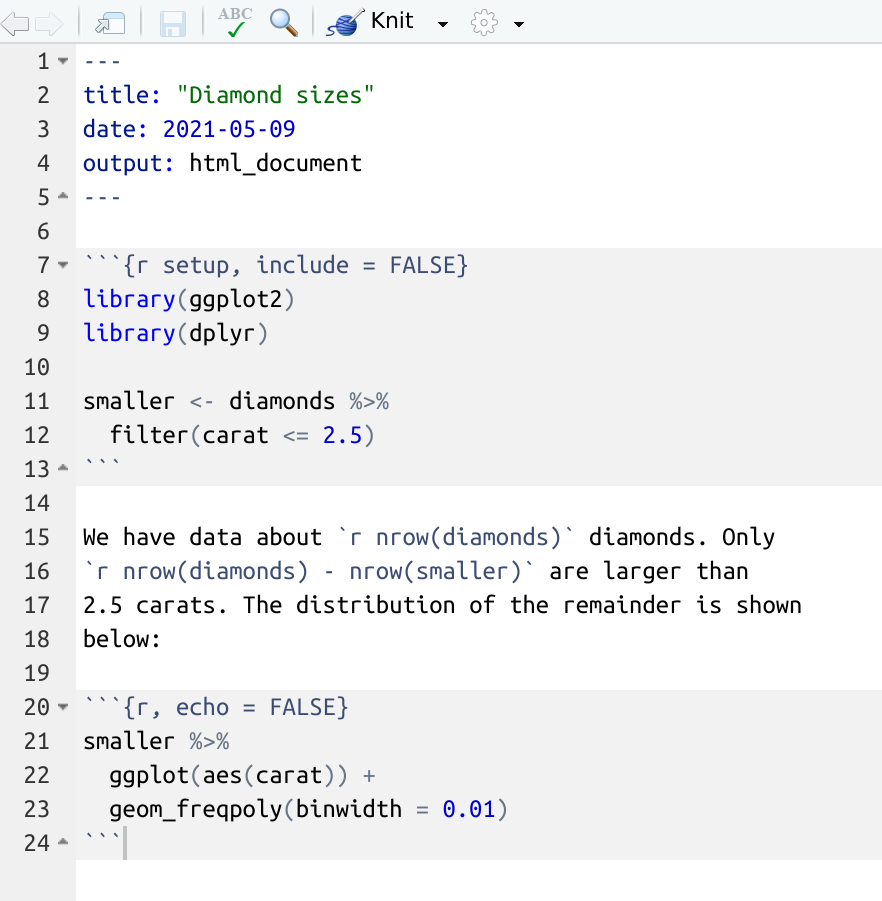 ABC Knit
1 ---
2 title: "Diamond sizes"
3 date: 2021-05-09
4 output: html_document
5 ---
6
7 ```{r setup, include = FALSE}
8 library(ggplot2)
9 library(dplyr)
10
11 smaller <- diamonds %>%
12   filter(carat <= 2.5)
13 ```
14
15 We have data about `r nrow(diamonds)` diamonds. Only
16 `r nrow(diamonds) - nrow(smaller)` are larger than
17 2.5 carats. The distribution of the remainder is shown
18 below:
19
20 ```{r, echo = FALSE}
21 smaller %>%
22   ggplot(aes(carat)) +
23   geom_freqpoly(binwidth = 0.01)
24 ```